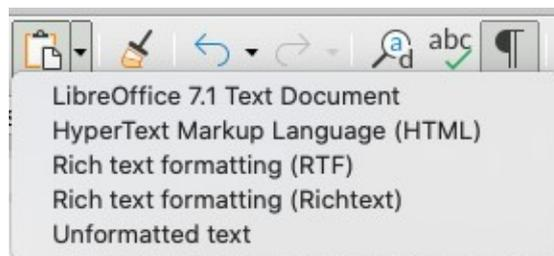 abc
LibreOffice 7.1 Text Document
HyperText Markup Language (HTML)
Rich text formatting (RTF)
Rich text formatting (Richtext)
Unformatted text